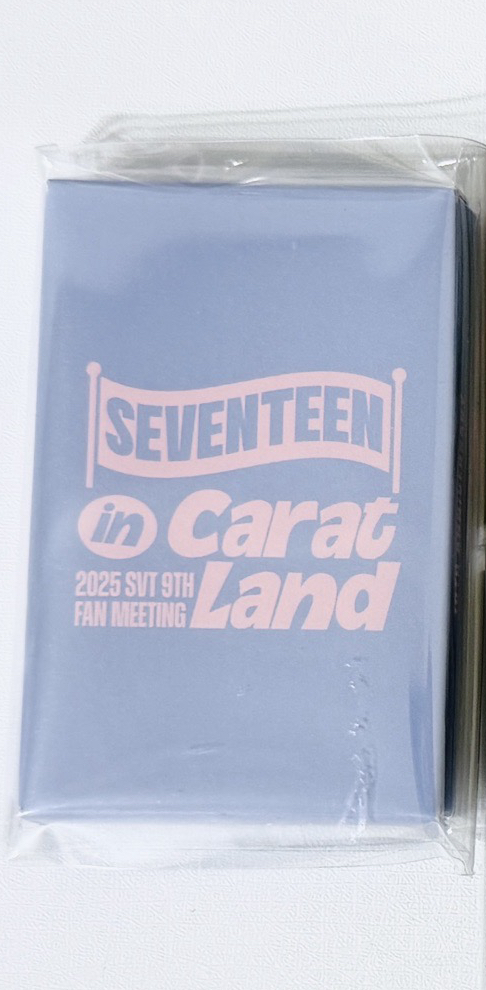 SEVENTEEN
in Carat
2025 SVT 9TH
FAN MEETING
Land